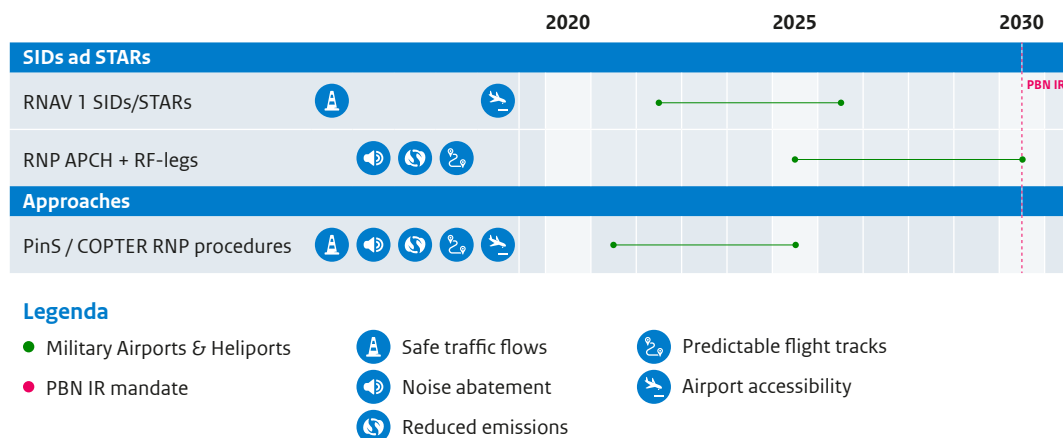 2020 2025 2030
SIDs ad STARs
RNAV 1 SIDs/STARs
PBN IR
RNP APCH + RF-legs
Approaches
PinS / COPTER RNP procedures
Legenda
Military Airports & Heliports
Safe traffic flows
Predictable flight tracks
PBN IR mandate
Noise abatement
Airport accessibility
Reduced emissions